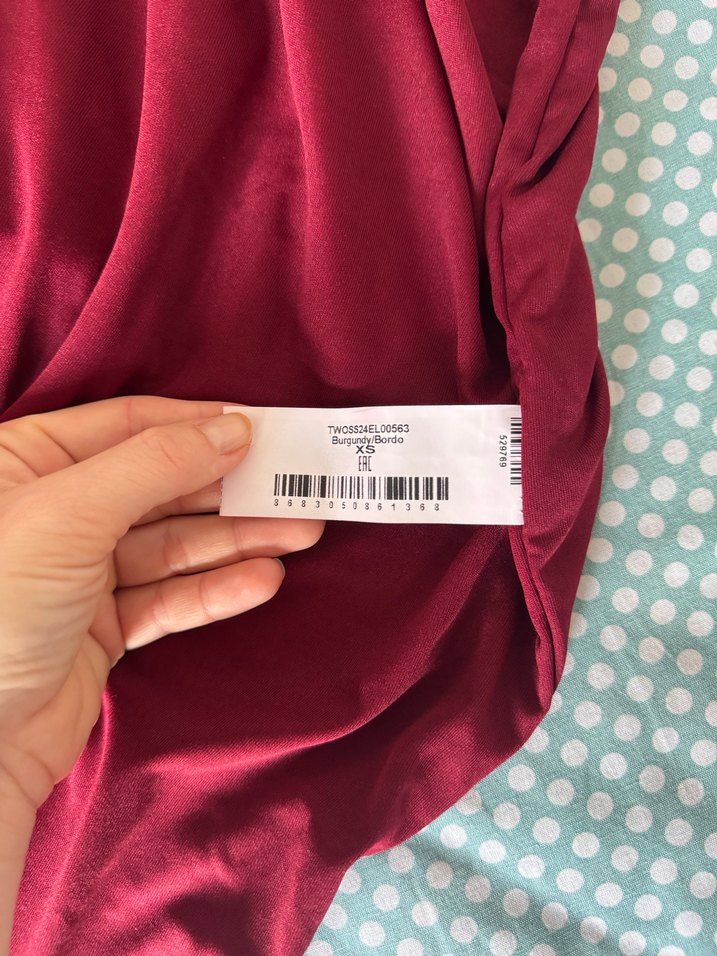 TWOSS24EL00563
Burgundy/Bordo
XS
EAC
8683050861368
529769